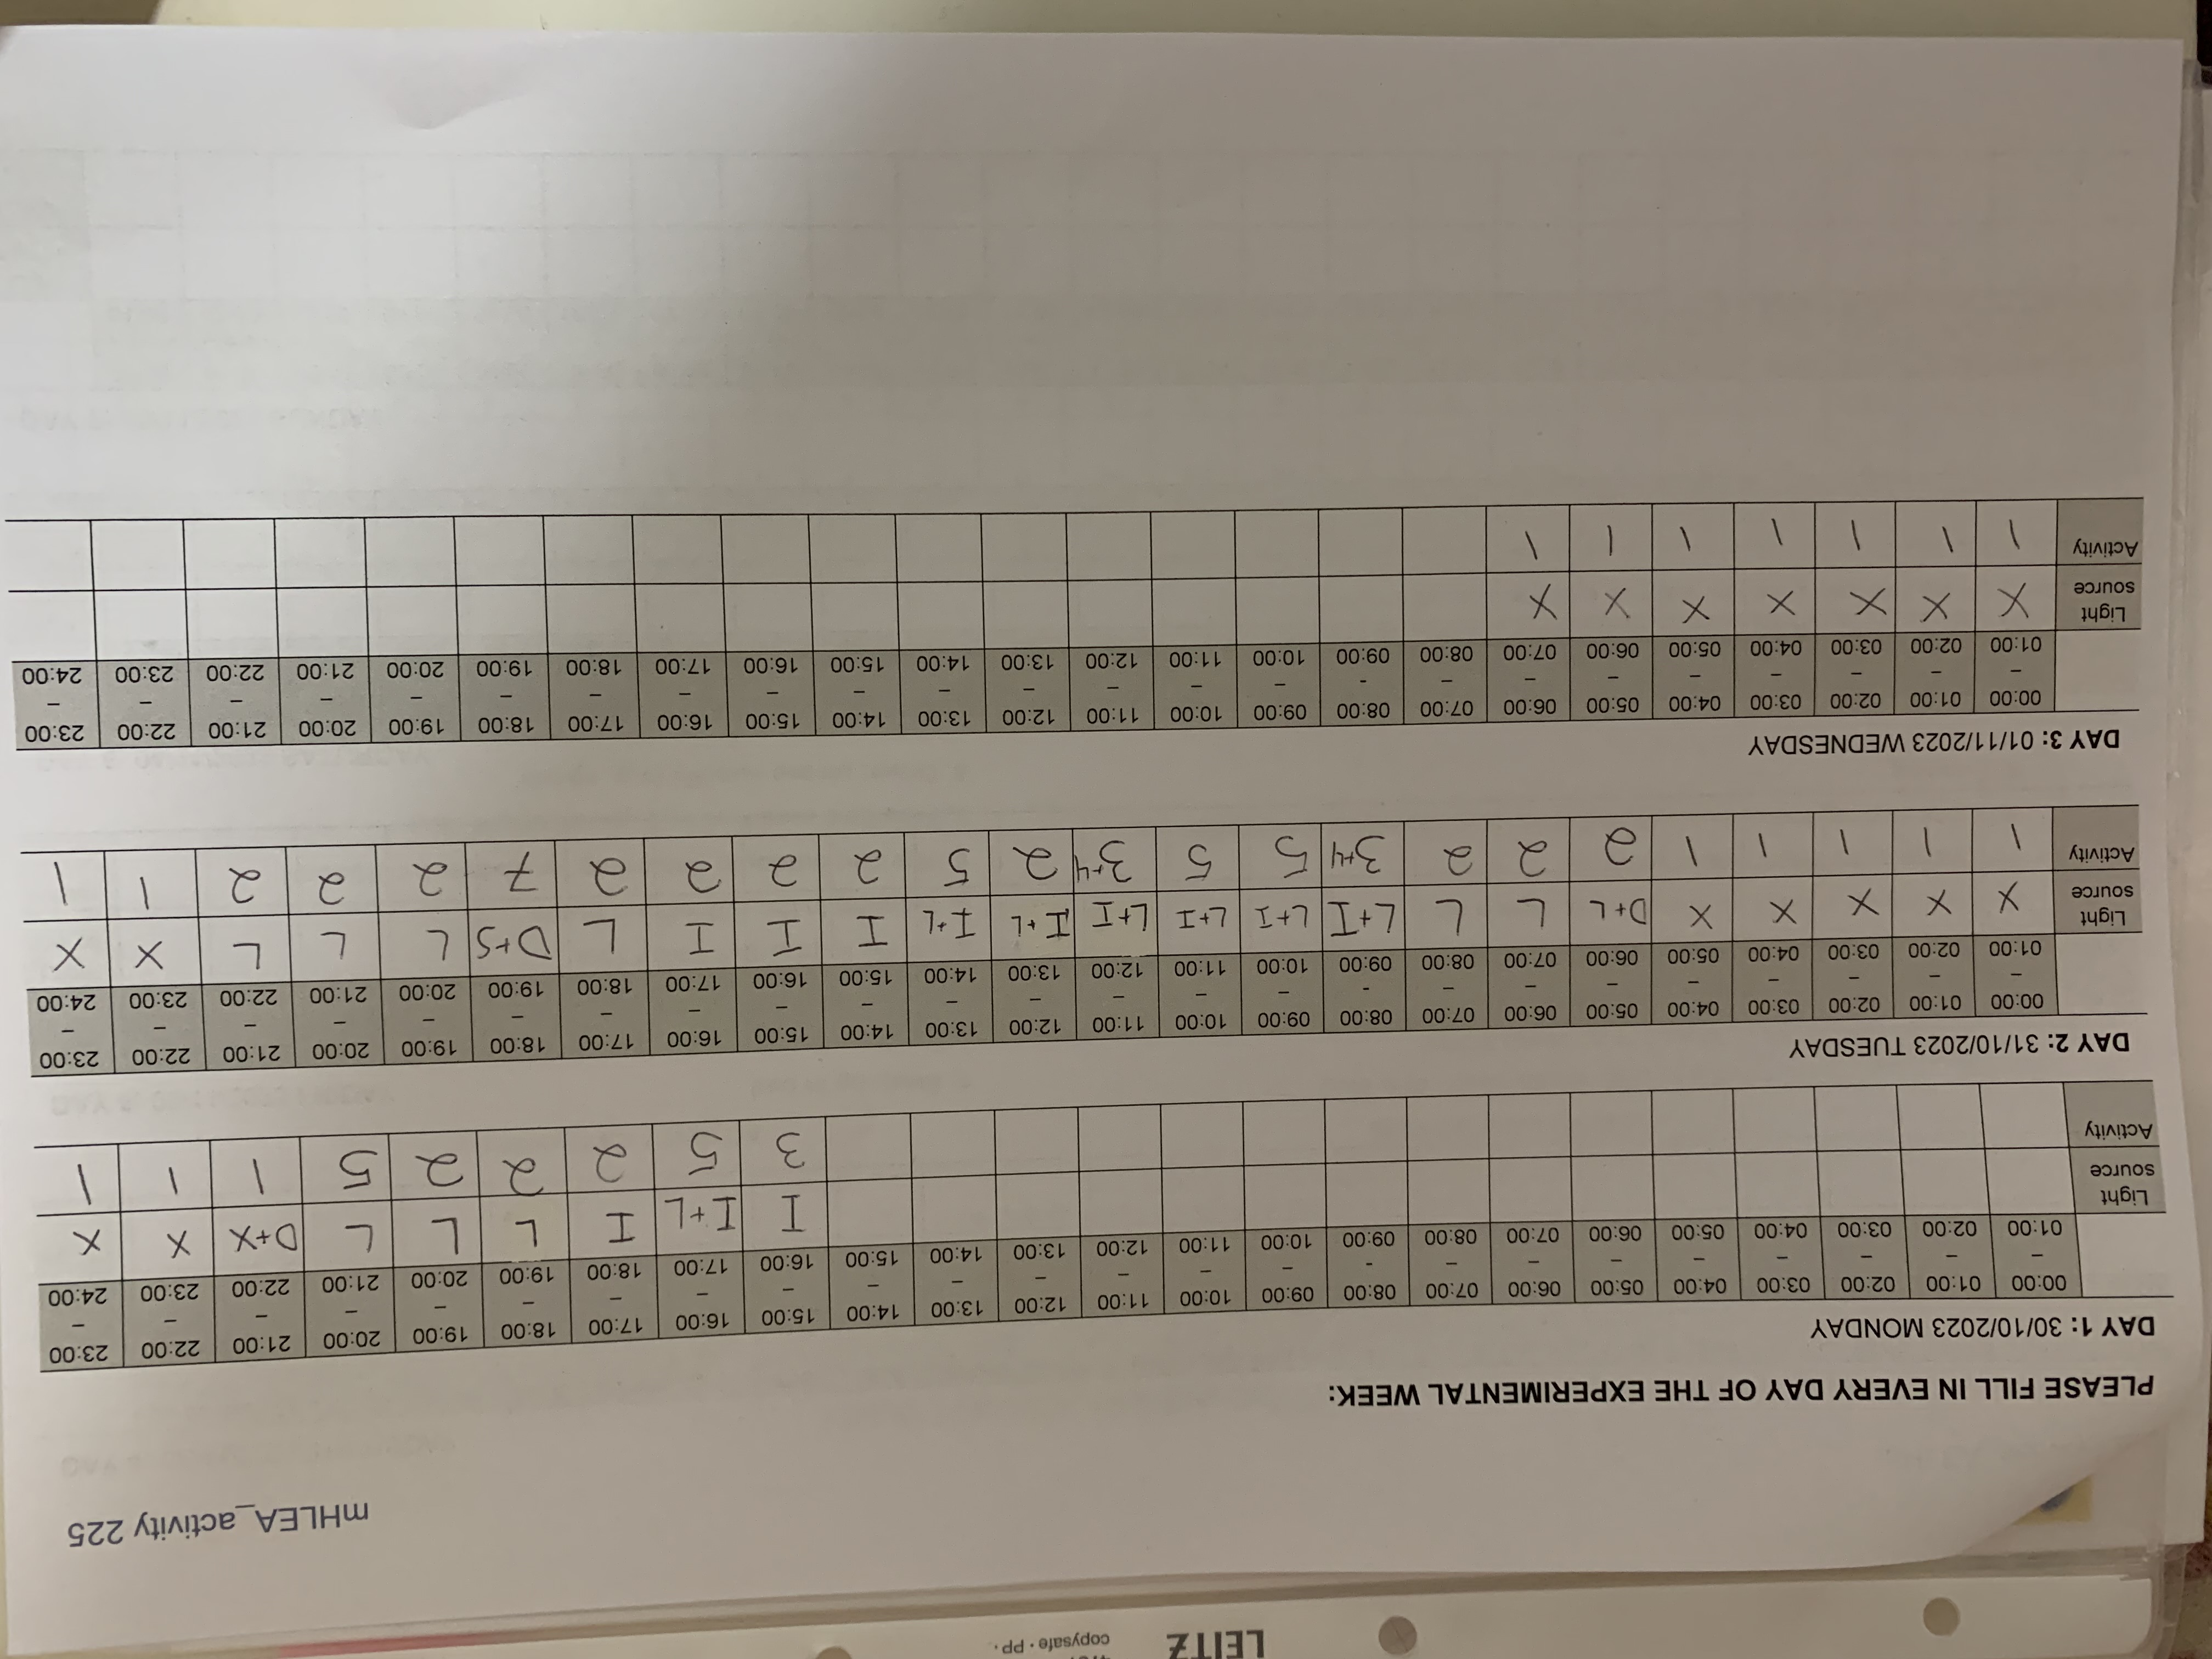 LEITZ
copysafe · PP ·
mHLEA_activity 225
PLEASE FILL IN EVERY DAY OF THE EXPERIMENTAL WEEK:
DAY 1: 30/10/2023 MONDAY
00:00 – 01:00 01:00 – 02:00 02:00 – 03:00 03:00 – 04:00 04:00 – 05:00 05:00 – 06:00 06:00 – 07:00 07:00 – 08:00 08:00 - 09:00 09:00 – 10:00 10:00 – 11:00 11:00 – 12:00 12:00 – 13:00 13:00 – 14:00 14:00 – 15:00 15:00 – 16:00 16:00 – 17:00 17:00 – 18:00 18:00 – 19:00 19:00 – 20:00 20:00 – 21:00 21:00 – 22:00 22:00 – 23:00 23:00 – 24:00
Light source I I+L I L L L D+X X X
Activity 3 5 2 2 2 5 1 1 1
DAY 2: 31/10/2023 TUESDAY
00:00 – 01:00 01:00 – 02:00 02:00 – 03:00 03:00 – 04:00 04:00 – 05:00 05:00 – 06:00 06:00 – 07:00 07:00 – 08:00 08:00 - 09:00 09:00 – 10:00 10:00 – 11:00 11:00 – 12:00 12:00 – 13:00 13:00 – 14:00 14:00 – 15:00 15:00 – 16:00 16:00 – 17:00 17:00 – 18:00 18:00 – 19:00 19:00 – 20:00 20:00 – 21:00 21:00 – 22:00 22:00 – 23:00 23:00 – 24:00
Light source X X X X X D+L L L L+I L+I L+I L+I I+L I+L I I I L D+S L L L X X
Activity 1 1 1 1 1 2 2 2 3+4 5 5 3+4 2 5 2 2 2 2 7 2 2 2 1 1
DAY 3: 01/11/2023 WEDNESDAY
00:00 – 01:00 01:00 – 02:00 02:00 – 03:00 03:00 – 04:00 04:00 – 05:00 05:00 – 06:00 06:00 – 07:00 07:00 – 08:00 08:00 - 09:00 09:00 – 10:00 10:00 – 11:00 11:00 – 12:00 12:00 – 13:00 13:00 – 14:00 14:00 – 15:00 15:00 – 16:00 16:00 – 17:00 17:00 – 18:00 18:00 – 19:00 19:00 – 20:00 20:00 – 21:00 21:00 – 22:00 22:00 – 23:00 23:00 – 24:00
Light source X X X X X X X
Activity 1 1 1 1 1 1 1